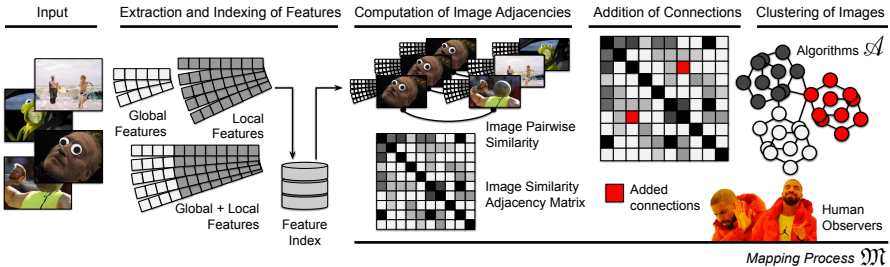 Input
Extraction and Indexing of Features
Computation of Image Adjacencies
Addition of Connections
Clustering of Images
Global
Features
Local
Features
Global + Local
Features
Feature
Index
Image Pairwise
Similarity
Image Similarity
Adjacency Matrix
Added
connections
Algorithms 𝒜
Human
Observers
Mapping Process 𝔐